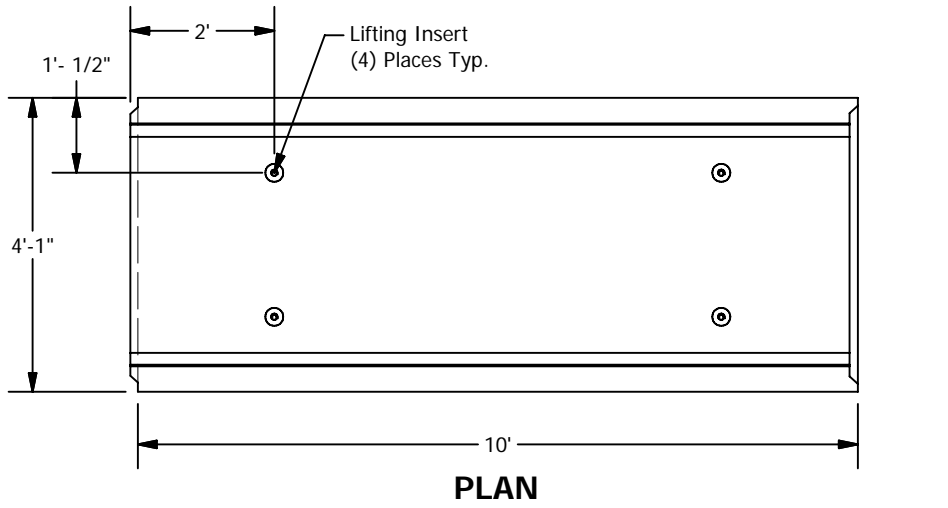 2'
Lifting Insert
(4) Places Typ.
1'- 1/2"
4'-1"
10'
PLAN